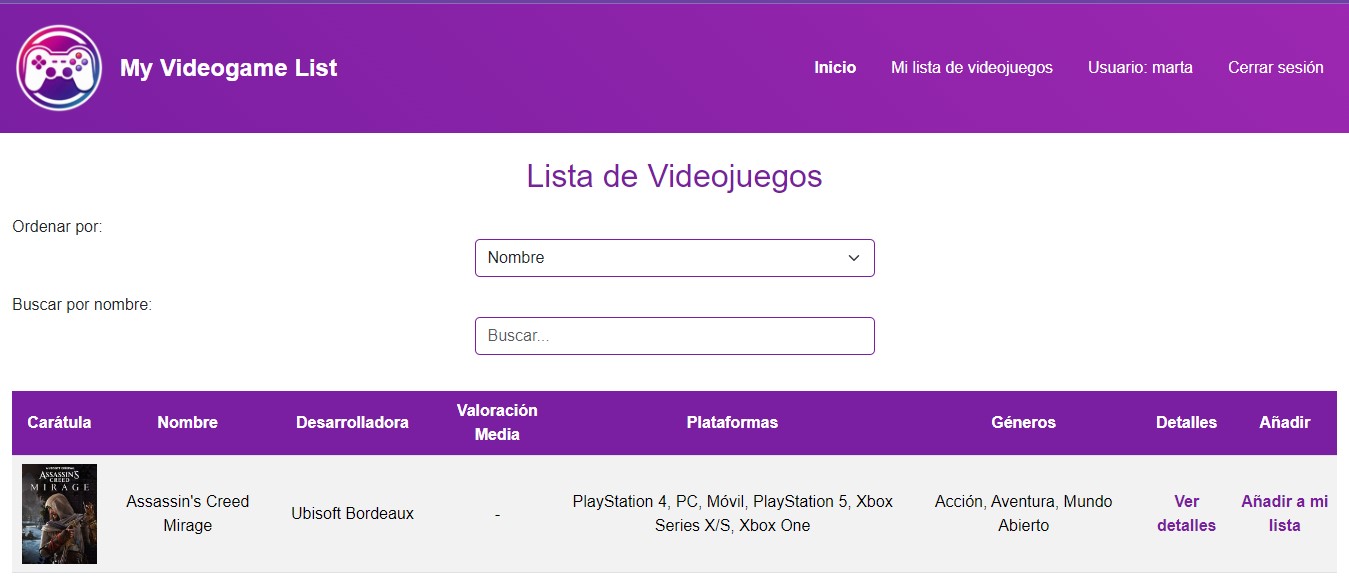 My Videogame List
Inicio
Mi lista de videojuegos
Usuario: marta
Cerrar sesión
Lista de Videojuegos
Ordenar por:
Nombre
Buscar por nombre:
Buscar...
Carátula
Nombre
Desarrolladora
Valoración
Media
Plataformas
Géneros
Detalles
Añadir
ASSASSIN'S
CREED
MIRAGE
Assassin's Creed
Mirage
Ubisoft Bordeaux
-
PlayStation 4, PC, Móvil, PlayStation 5, Xbox
Series X/S, Xbox One
Acción, Aventura, Mundo
Abierto
Ver
detalles
Añadir a mi
lista